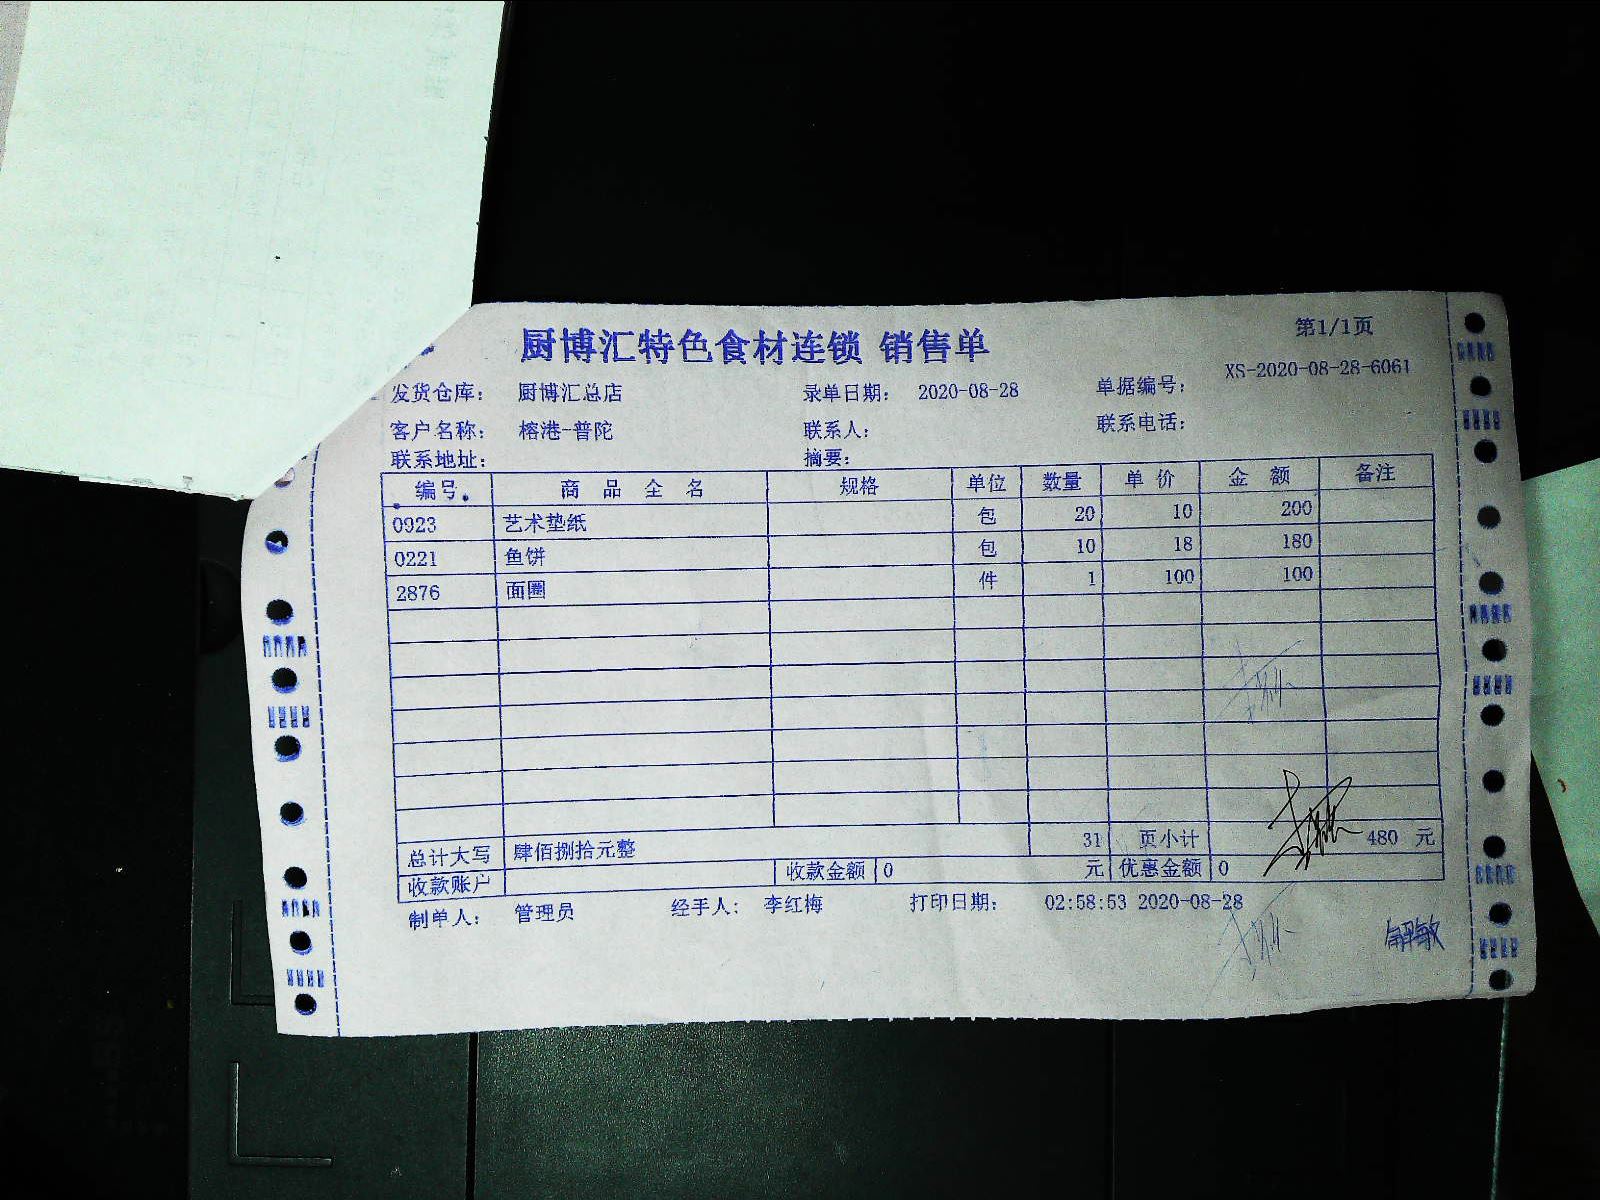 厨博汇特色食材连锁 销售单
第1/1页
XS-2020-08-28-6061
发货仓库: 厨博汇总店 录单日期: 2020-08-28 单据编号:
客户名称: 榕港-普陀 联系人: 联系电话:
联系地址: 摘要:
编号 商 品 全 名 规格 单位 数量 单 价 金 额 备注
0923 艺术垫纸 包 20 10 200
0221 鱼饼 包 10 18 180
2876 面圈 件 1 100 100
总计大写 肆佰捌拾元整 31 页小计 480 元
收款账户 收款金额 0 元 优惠金额 0
制单人: 管理员 经手人: 李红梅 打印日期: 02:58:53 2020-08-28